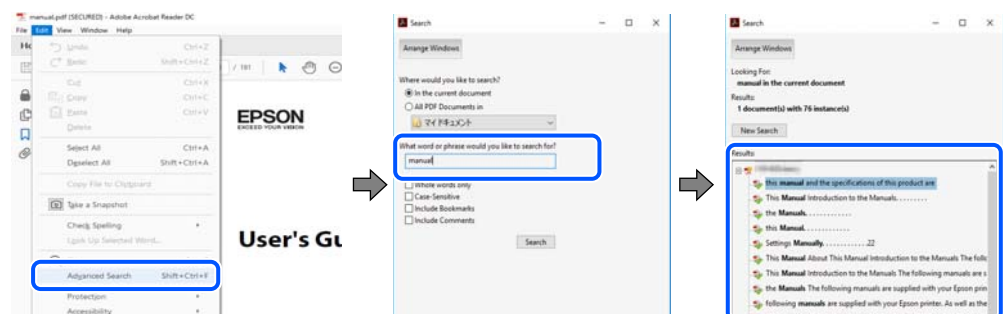 manual.pdf (SECURED) - Adobe Acrobat Reader DC
File Edit View Window Help
Undo Ctrl+Z
Redo Shift+Ctrl+Z
Cut Ctrl+X
Copy Ctrl+C
Paste Ctrl+V
Delete
Select All Ctrl+A
Deselect All Shift+Ctrl+A
Copy File to Clipboard
Take a Snapshot
Check Spelling
Look Up Selected Word...
Advanced Search Shift+Ctrl+F
Protection
Accessibility
/ 181
EPSON
EXCEED YOUR VISION
User's Gu
Search
Arrange Windows
Where would you like to search?
In the current document
All PDF Documents in
マイ ドキュメント
What word or phrase would you like to search for?
manual
Whole words only
Case-Sensitive
Include Bookmarks
Include Comments
Search
Search
Arrange Windows
Looking For:
manual in the current document
Results:
1 document(s) with 76 instance(s)
New Search
Results:
this manual and the specifications of this product are
This Manual Introduction to the Manuals. . . . . . . . .
the Manuals. . . . . . . . . . . . .
this Manual. . . . . . . . . . . . .
Settings Manually. . . . . . . . . . . . 22
This Manual About This Manual Introduction to the Manuals The follo
This Manual Introduction to the Manuals The following manuals are s
the Manuals The following manuals are supplied with your Epson prin
following manuals are supplied with your Epson printer. As well as the